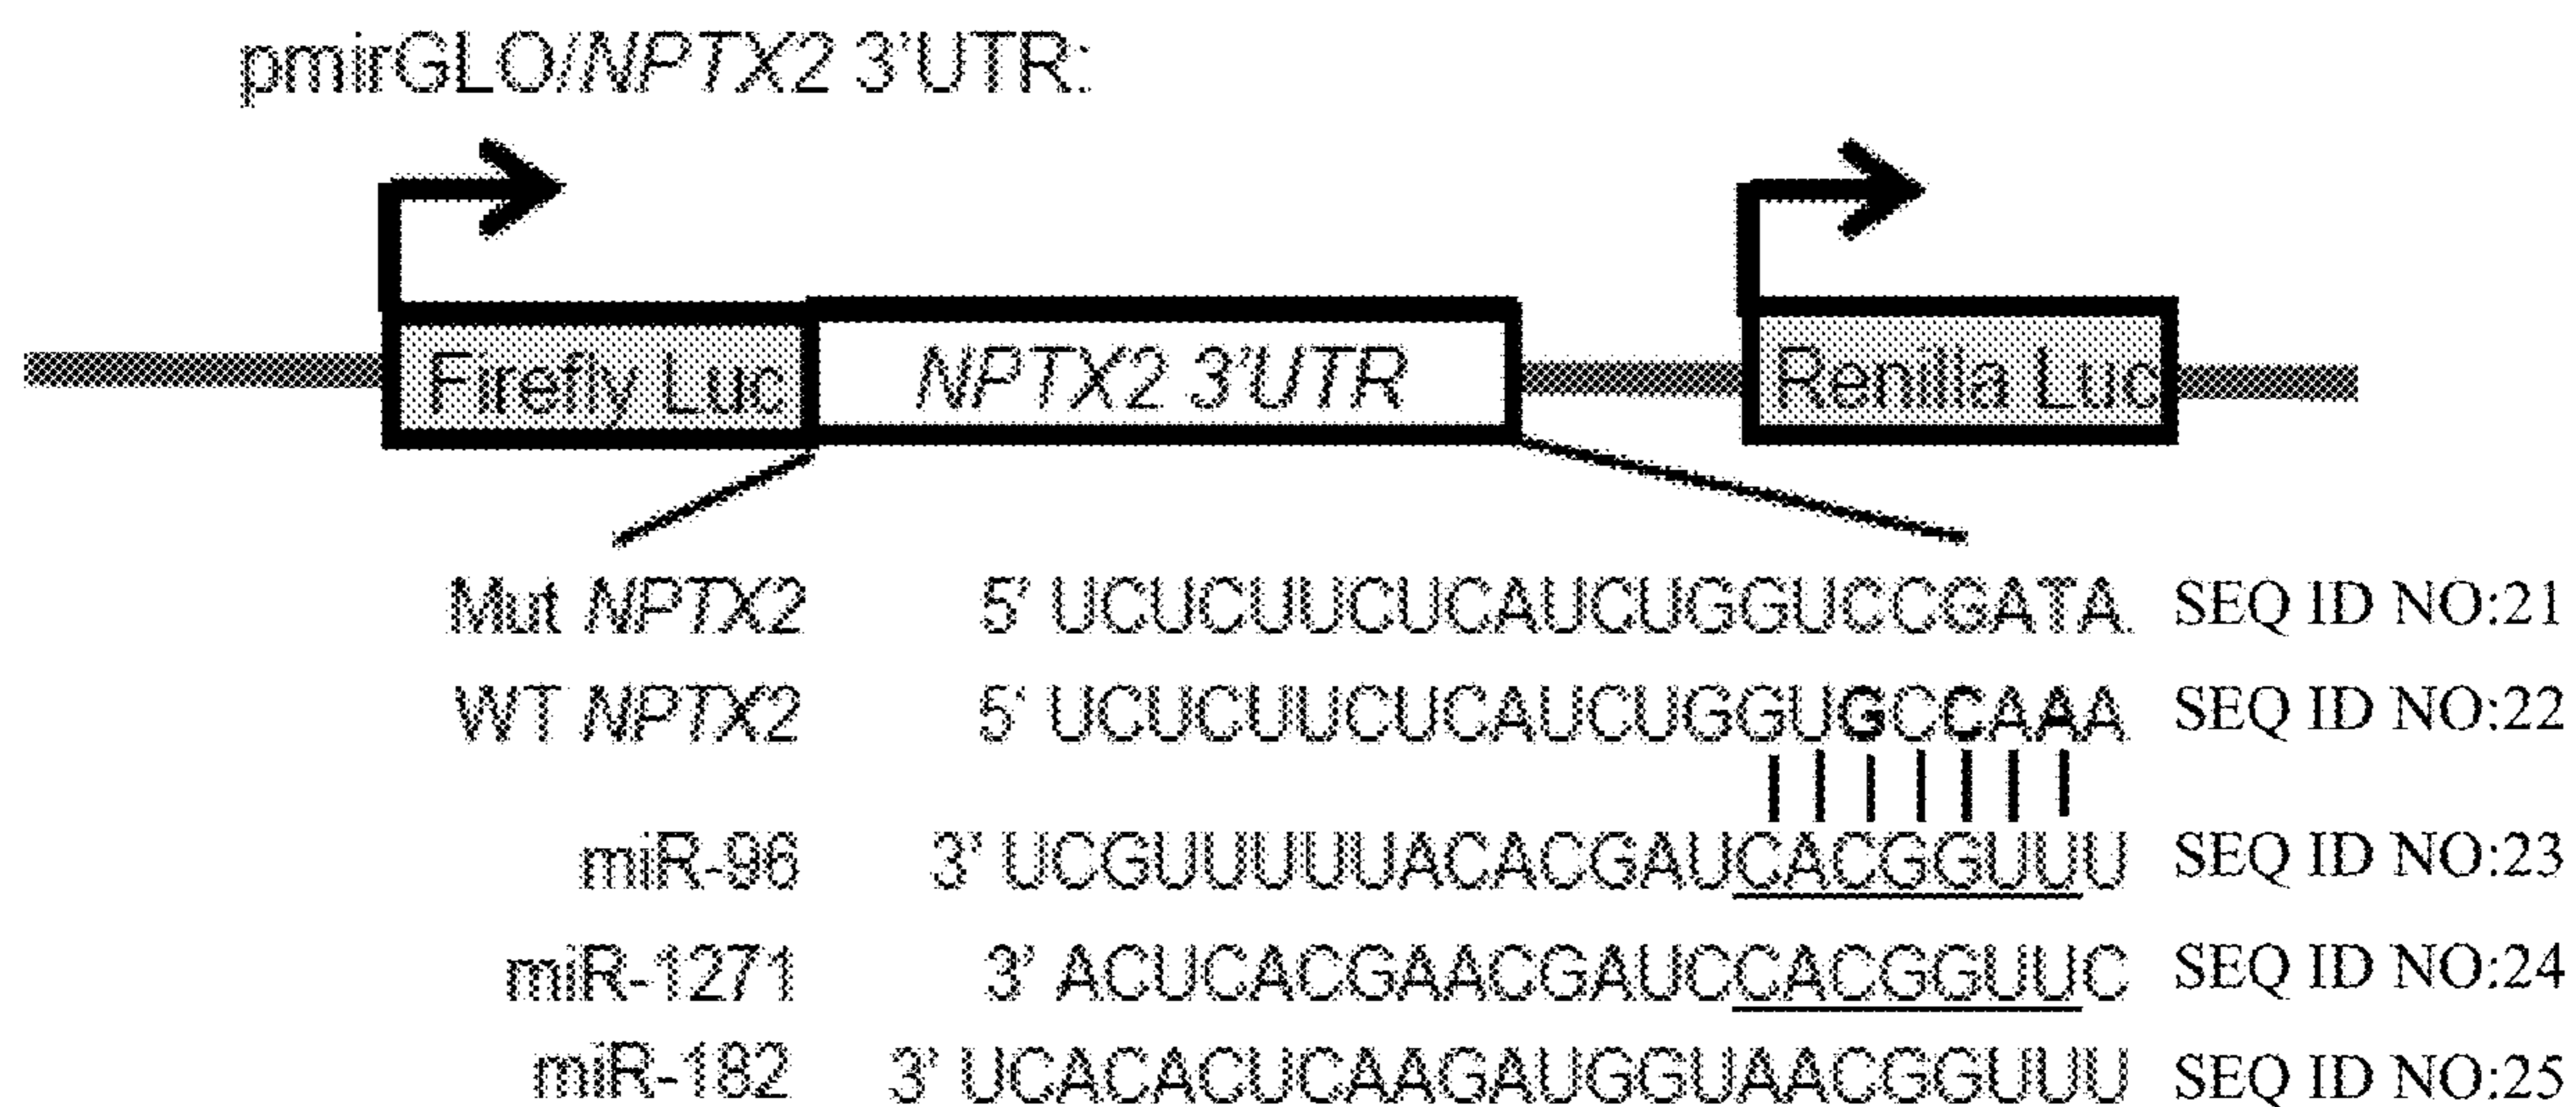 pmirGLO/NPTX2 3'UTR:
Firefly Luc NPTX2 3'UTR Renilla Luc
Mut NPTX2 5' UCUCUUCUCAUCUGGUCCGATA. SEQ ID NO:21
WT NPTX2 5' UCUCUUCUCAUCUGGUGCCAAA SEQ ID NO:22
miR-96 3' UCGUUUUUACACGAUCACGGUUU SEQ ID NO:23
miR-1271 3' ACUCACGAACGAUCCACGGUUC SEQ ID NO:24
miR-182 3' UCACACUCAAGAUGGUAACGGUUU SEQ ID NO:25